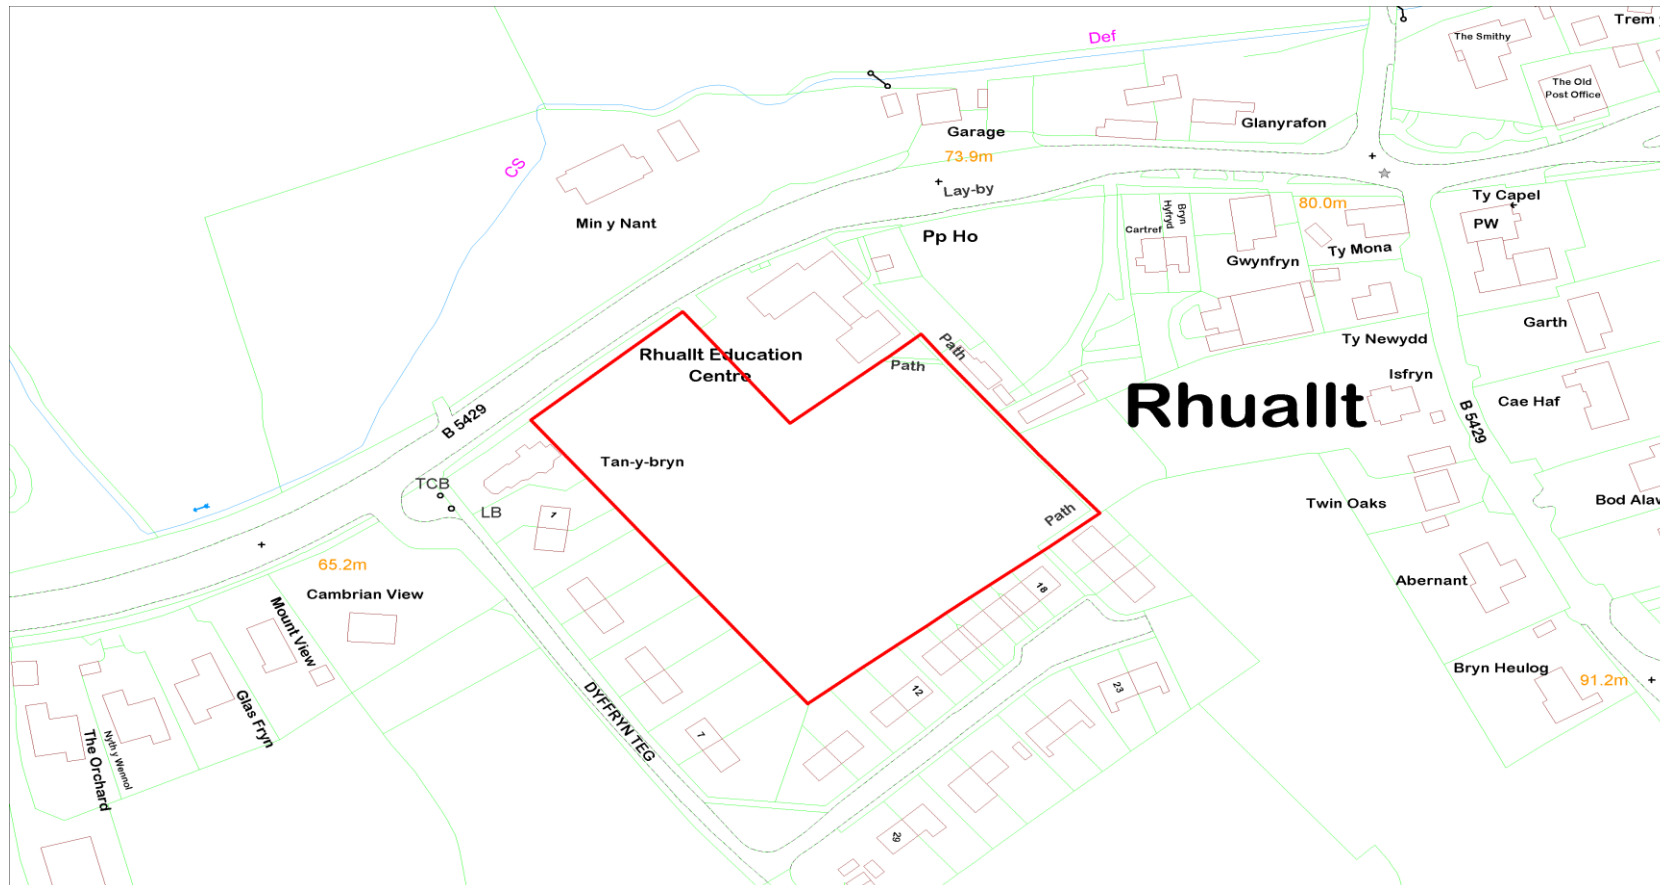 Def
The Smithy
Trem
The Old
Post Office
Garage
Glanyrafon
73.9m
CS
Lay-by
Min y Nant
Pp Ho
Cartref
Bryn
Hyfryd
80.0m
Ty Capel
PW
Ty Mona
Gwynfryn
Garth
Ty Newydd
Path
Rhuallt Education
Centre
Path
Isfryn
Rhuallt
Cae Haf
B 5429
B 5429
Tan-y-bryn
TCB
LB
1
Twin Oaks
Bod Alaw
Path
65.2m
Cambrian View
Mount View
18
Abernant
Bryn Heulog
91.2m
12
23
Glas Fryn
DYFFRYN TEG
7
The Orchard
Nyth y Wennol
29